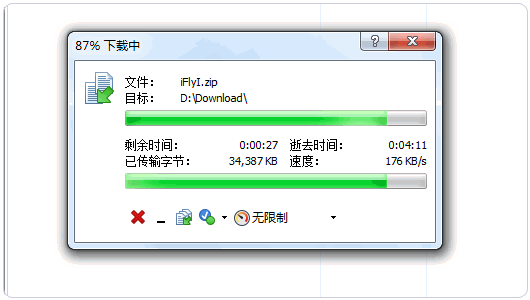 87% 下载中
文件： iFlyI.zip
目标： D:\Download\
剩余时间： 0:00:27 逝去时间： 0:04:11
已传输字节： 34,387 KB 速度： 176 KB/s
无限制